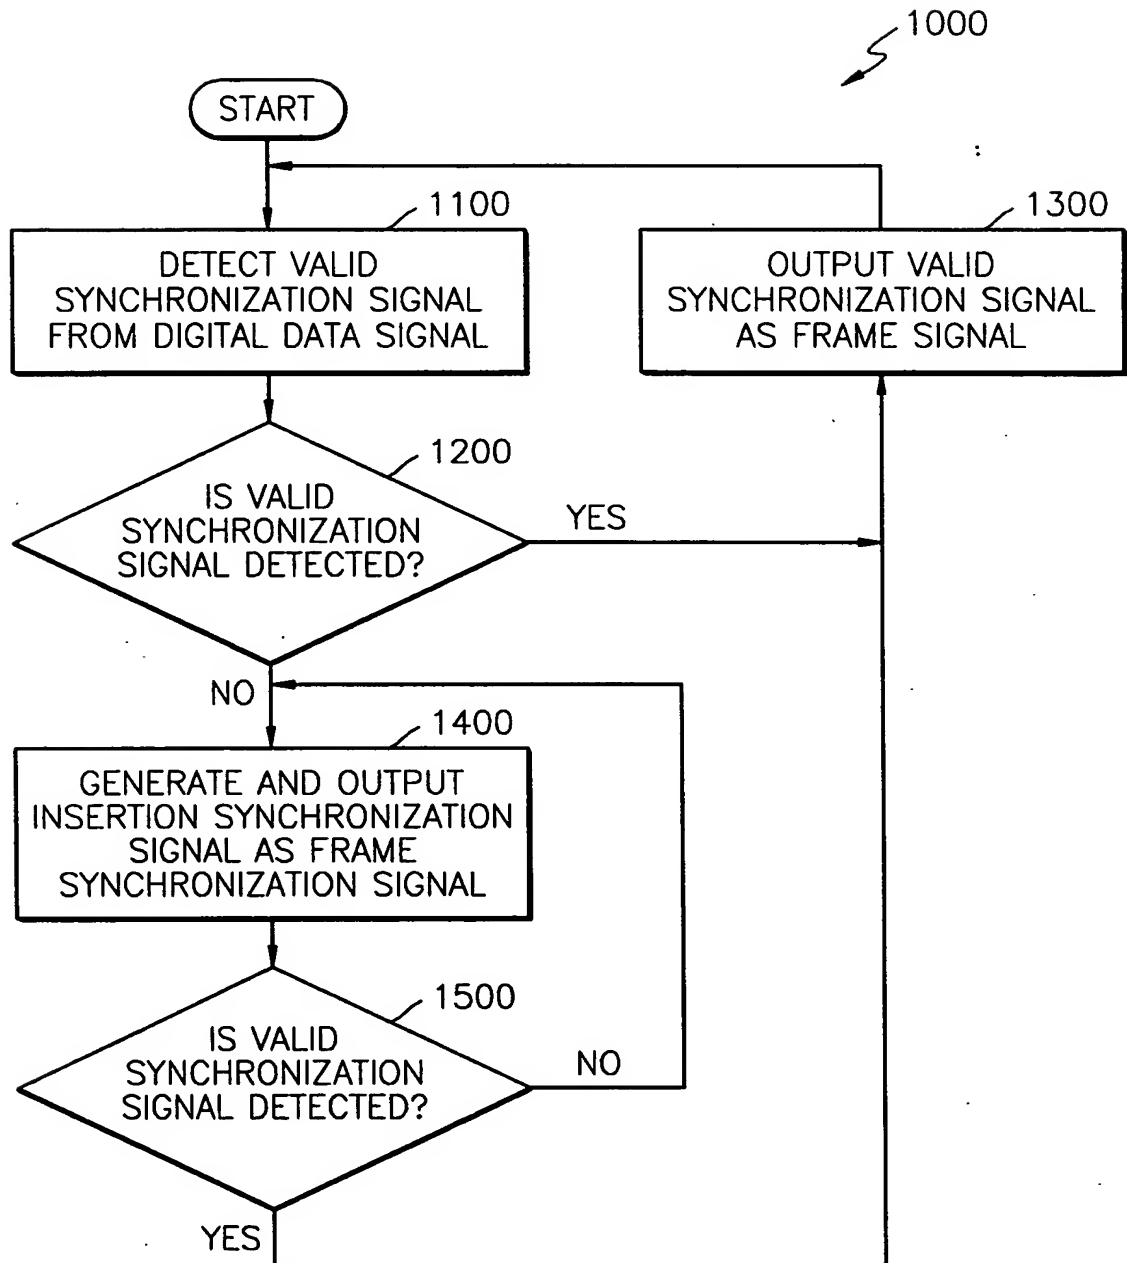 1000
START
1100
DETECT VALID
SYNCHRONIZATION SIGNAL
FROM DIGITAL DATA SIGNAL
1300
OUTPUT VALID
SYNCHRONIZATION SIGNAL
AS FRAME SIGNAL
1200
IS VALID
SYNCHRONIZATION
SIGNAL DETECTED?
YES
NO
1400
GENERATE AND OUTPUT
INSERTION SYNCHRONIZATION
SIGNAL AS FRAME
SYNCHRONIZATION SIGNAL
1500
IS VALID
SYNCHRONIZATION
SIGNAL DETECTED?
NO
YES